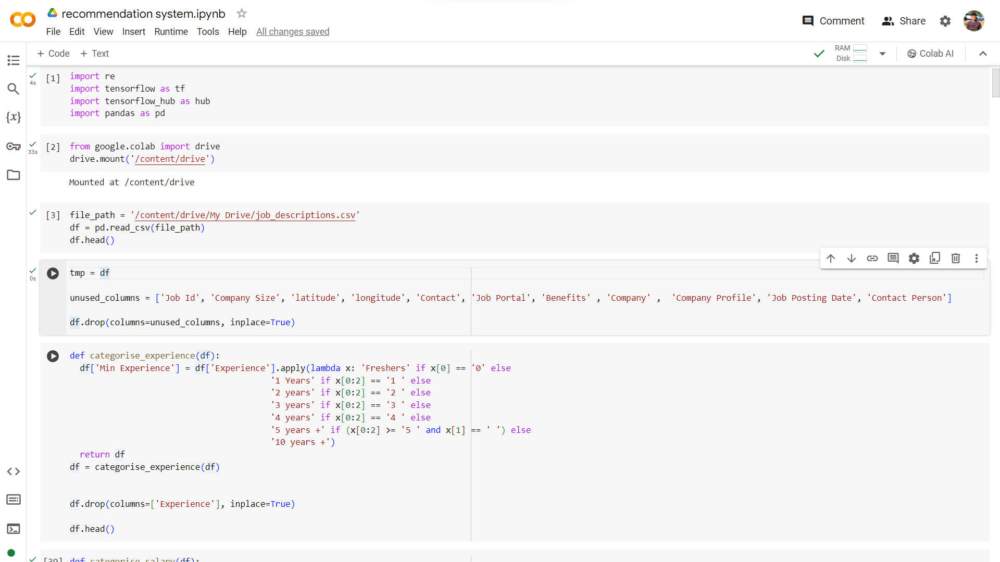 recommendation system.ipynb
File Edit View Insert Runtime Tools Help All changes saved
Comment Share
+ Code + Text
RAM
Disk
Colab AI
4s [1] import re
import tensorflow as tf
import tensorflow_hub as hub
import pandas as pd
33s [2] from google.colab import drive
drive.mount('/content/drive')
Mounted at /content/drive
[3] file_path = '/content/drive/My Drive/job_descriptions.csv'
df = pd.read_csv(file_path)
df.head()
0s tmp = df
unused_columns = ['Job Id', 'Company Size', 'latitude', 'longitude', 'Contact', 'Job Portal', 'Benefits' , 'Company' ,  'Company Profile', 'Job Posting Date', 'Contact Person']
df.drop(columns=unused_columns, inplace=True)
def categorise_experience(df):
  df['Min Experience'] = df['Experience'].apply(lambda x: 'Freshers' if x[0] == '0' else
                                        '1 Years' if x[0:2] == '1 ' else
                                        '2 years' if x[0:2] == '2 ' else
                                        '3 years' if x[0:2] == '3 ' else
                                        '4 years' if x[0:2] == '4 ' else
                                        '5 years +' if (x[0:2] >= '5 ' and x[1] == ' ') else
                                        '10 years +')
  return df
df = categorise_experience(df)
df.drop(columns=['Experience'], inplace=True)
df.head()
[39] def categorise_salary(df):